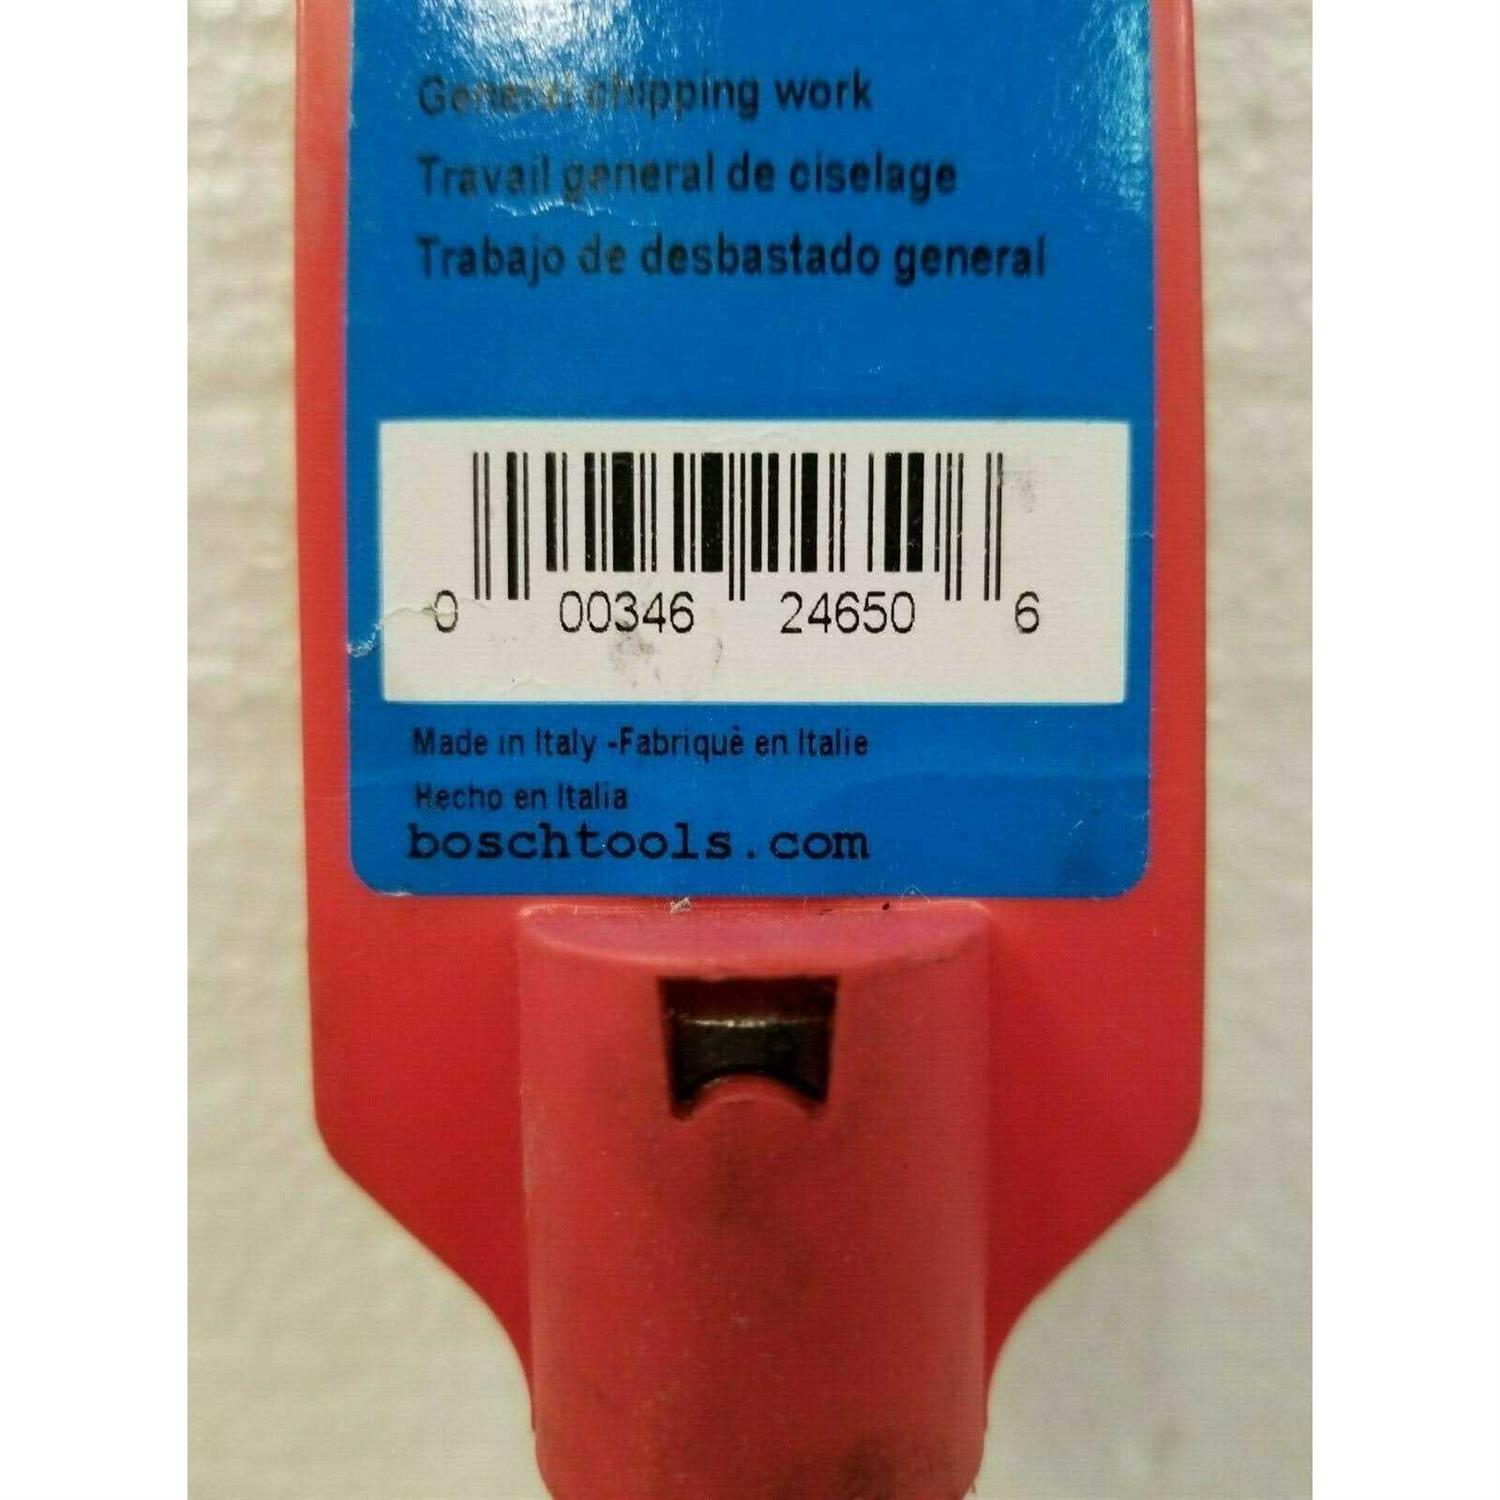 General chipping work
Travail general de ciselage
Trabajo de desbastado general
0 00346 24650 6
Made in Italy -Fabriquè en Italie
Hecho en Italia
boschtools.com